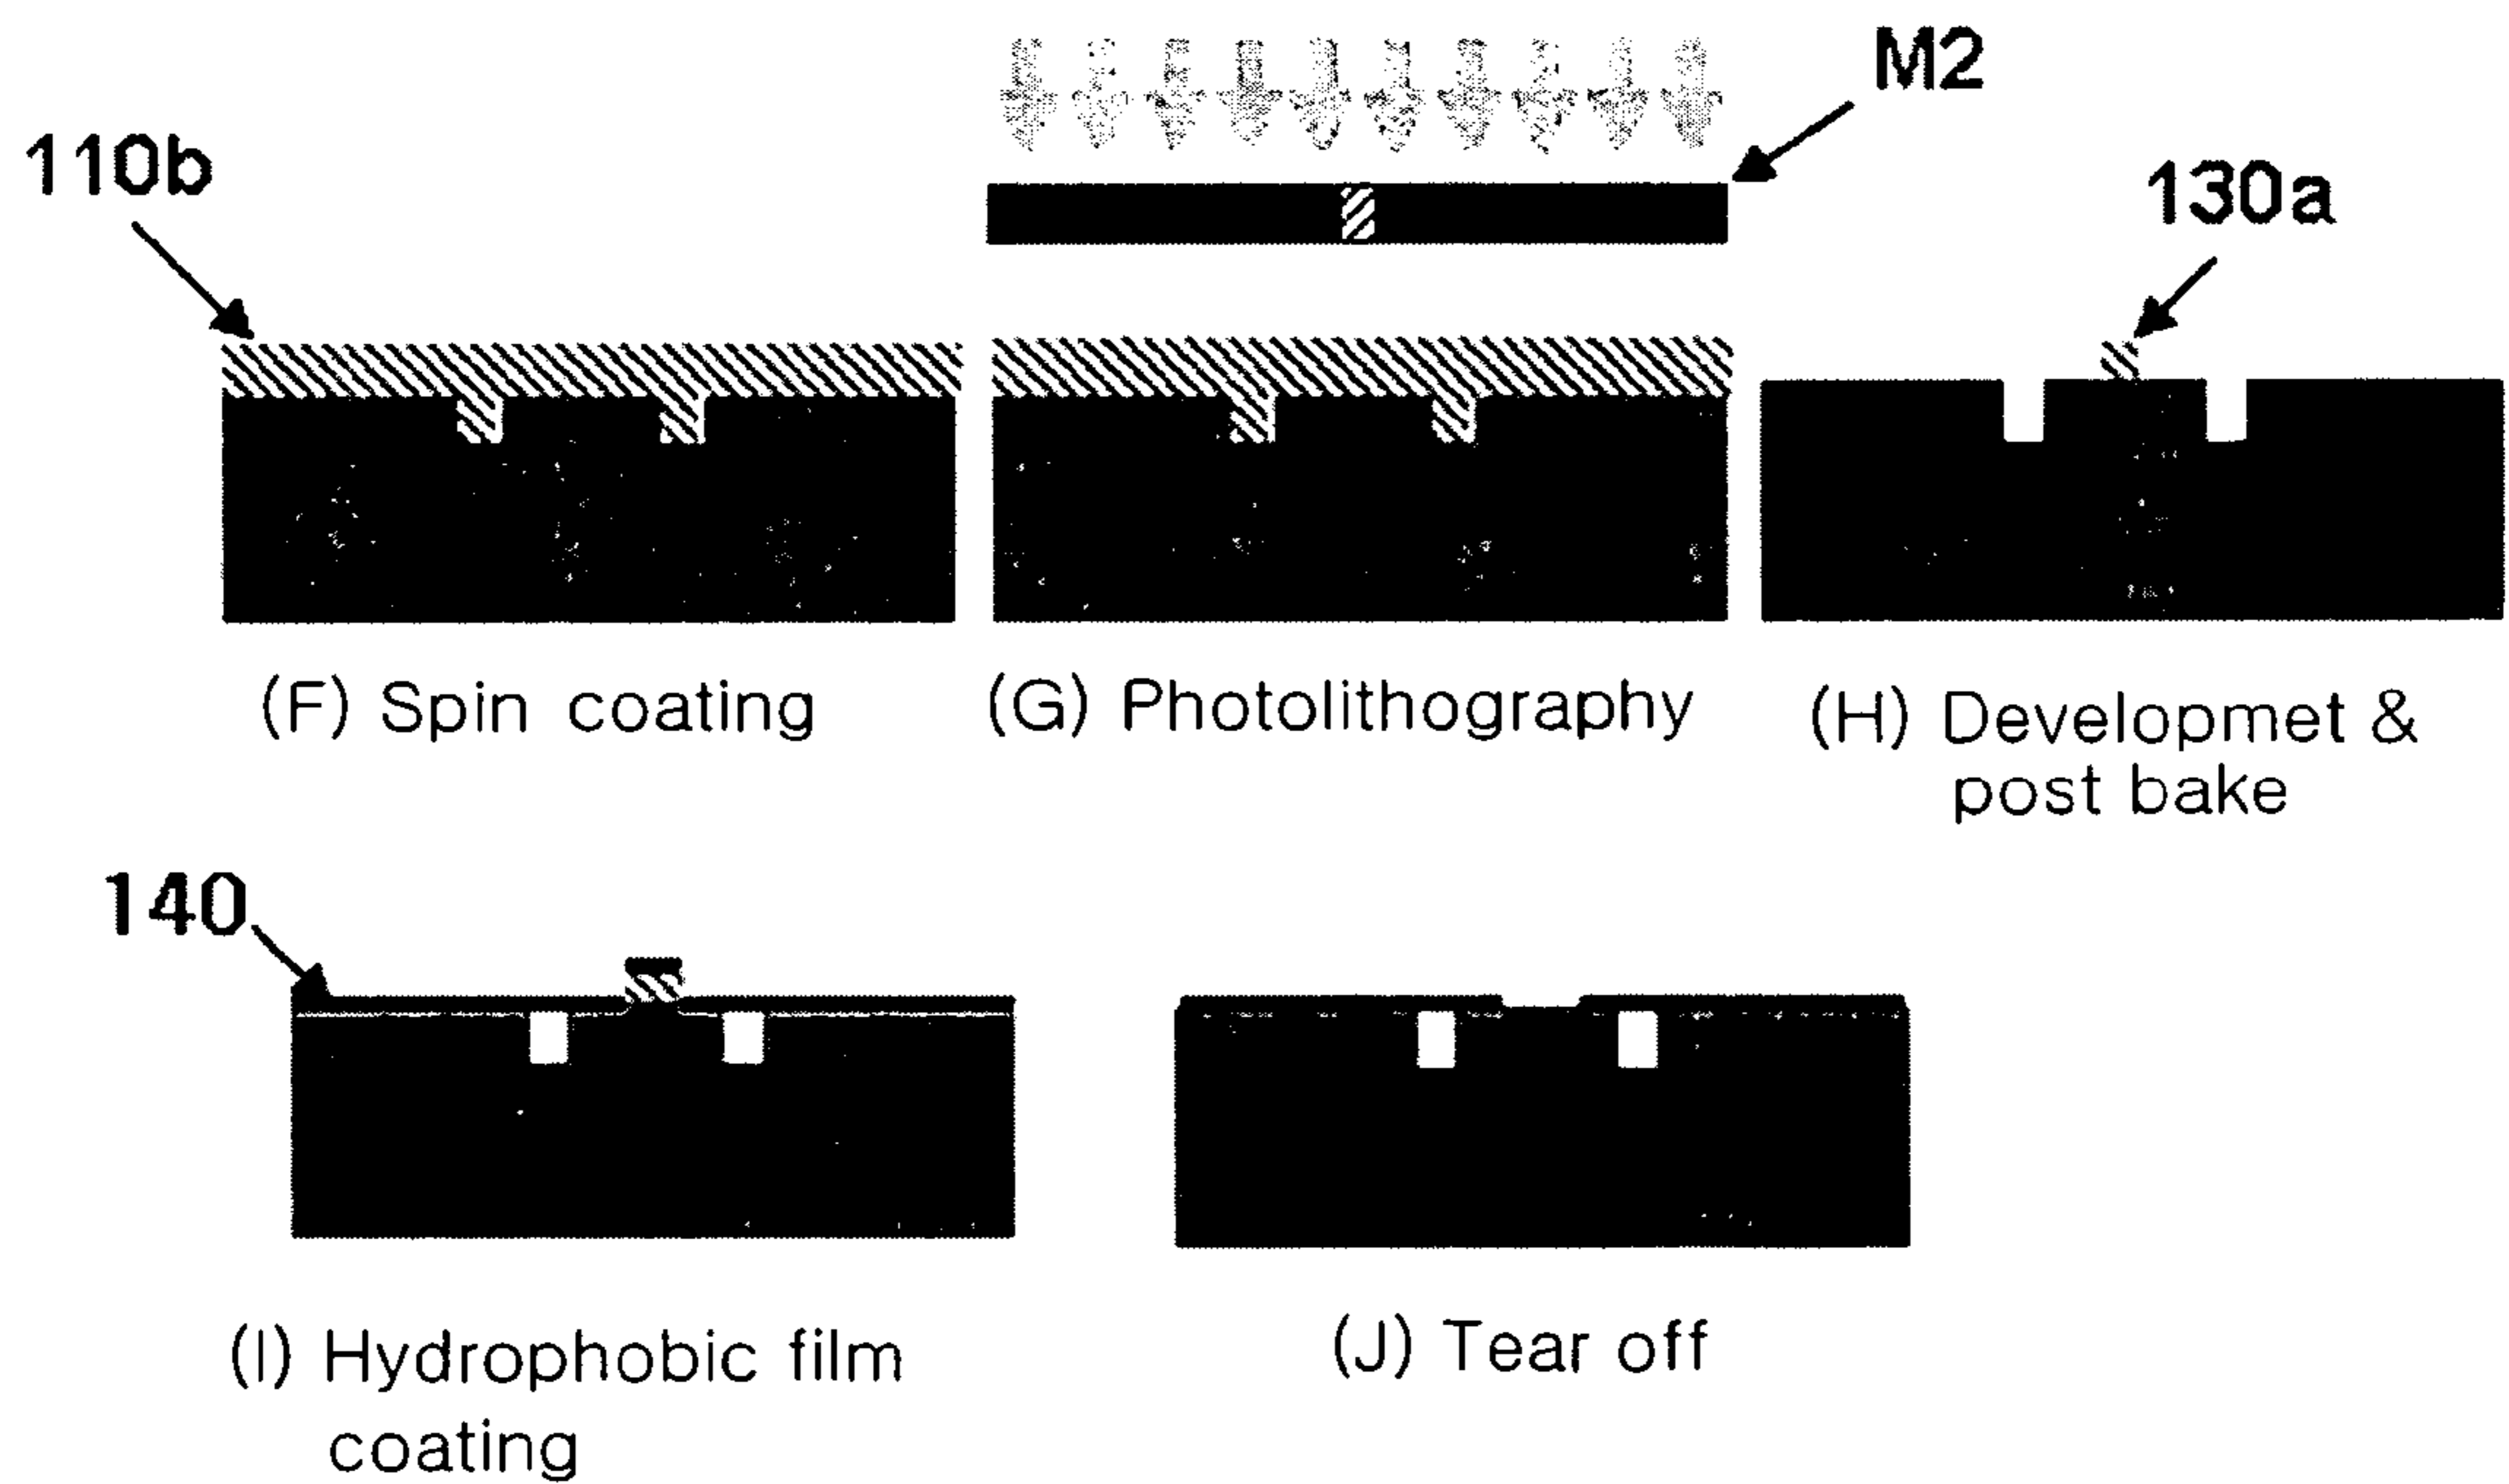 M2
110b
130a
(F) Spin coating
(G) Photolithography
(H) Developmet &
post bake
140
(I) Hydrophobic film
coating
(J) Tear off